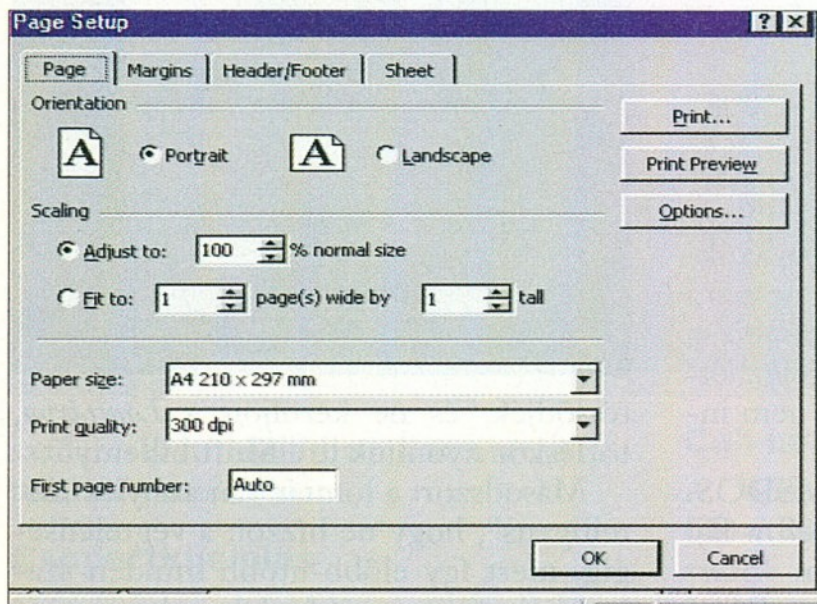 Page Setup
Page Margins Header/Footer Sheet
Orientation
A Portrait A Landscape
Print...
Print Preview
Options...
Scaling
Adjust to: 100 % normal size
Fit to: 1 page(s) wide by 1 tall
Paper size: A4 210 x 297 mm
Print quality: 300 dpi
First page number: Auto
OK Cancel